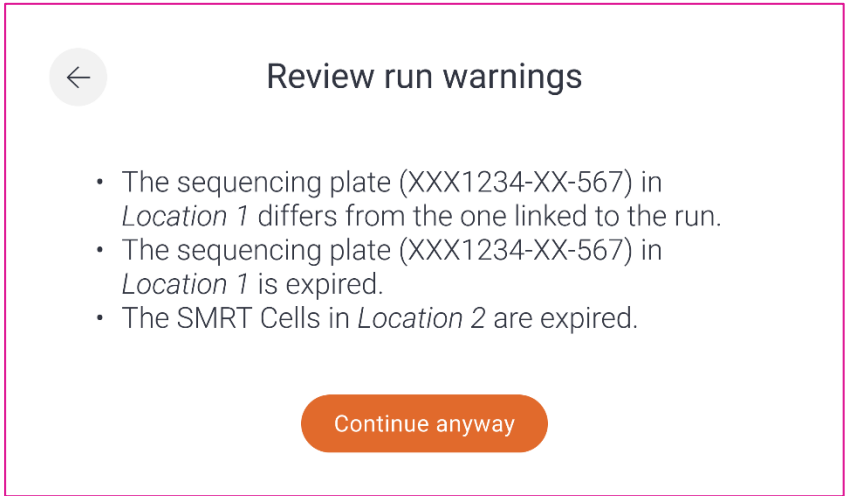 Review run warnings
• The sequencing plate (XXX1234-XX-567) in
Location 1 differs from the one linked to the run.
• The sequencing plate (XXX1234-XX-567) in
Location 1 is expired.
• The SMRT Cells in Location 2 are expired.
Continue anyway